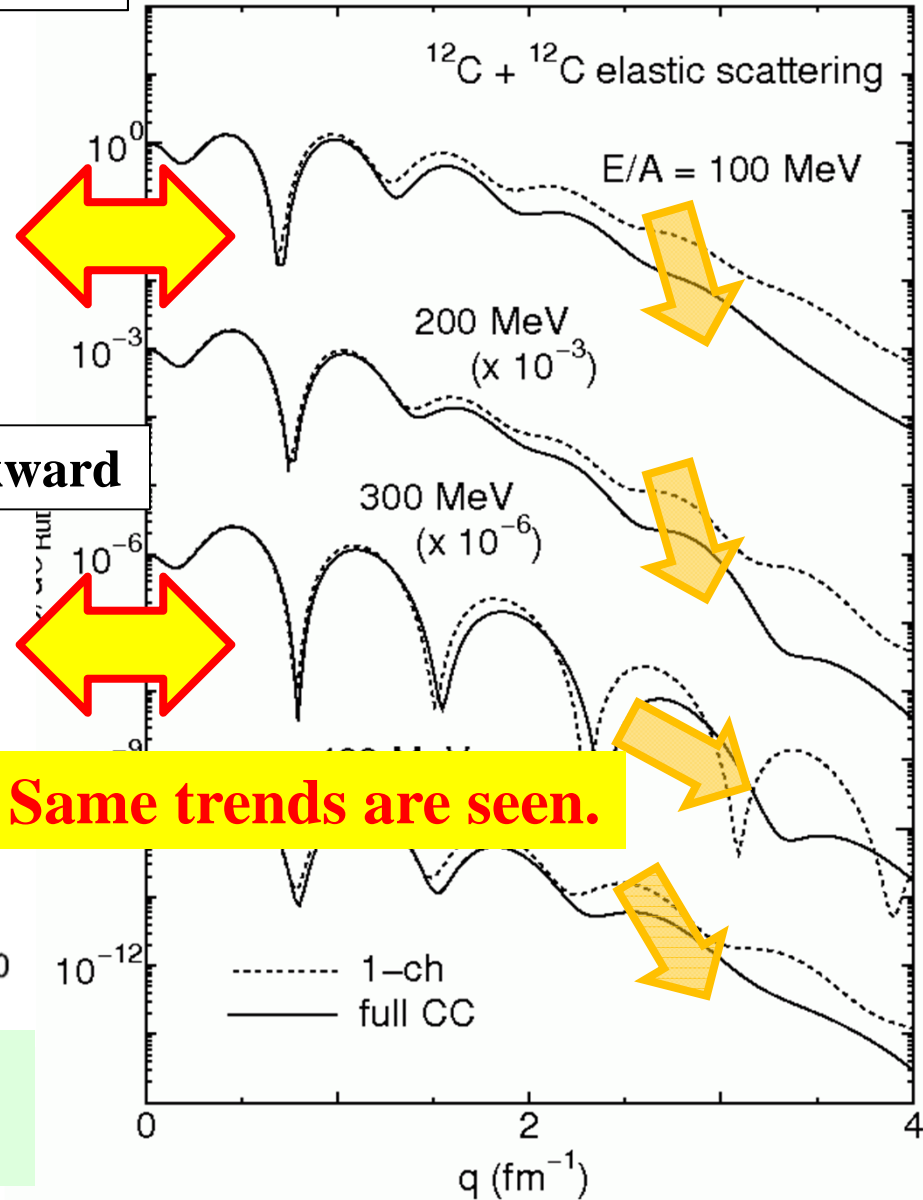 ¹²C + ¹²C elastic scattering
10⁰
E/A = 100 MeV
200 MeV
10⁻³
(x 10⁻³)
300 MeV
(x 10⁻⁶)
10⁻⁶
Same trends are seen.
10⁻¹²
1–ch
full CC
0 2 4
q (fm⁻¹)